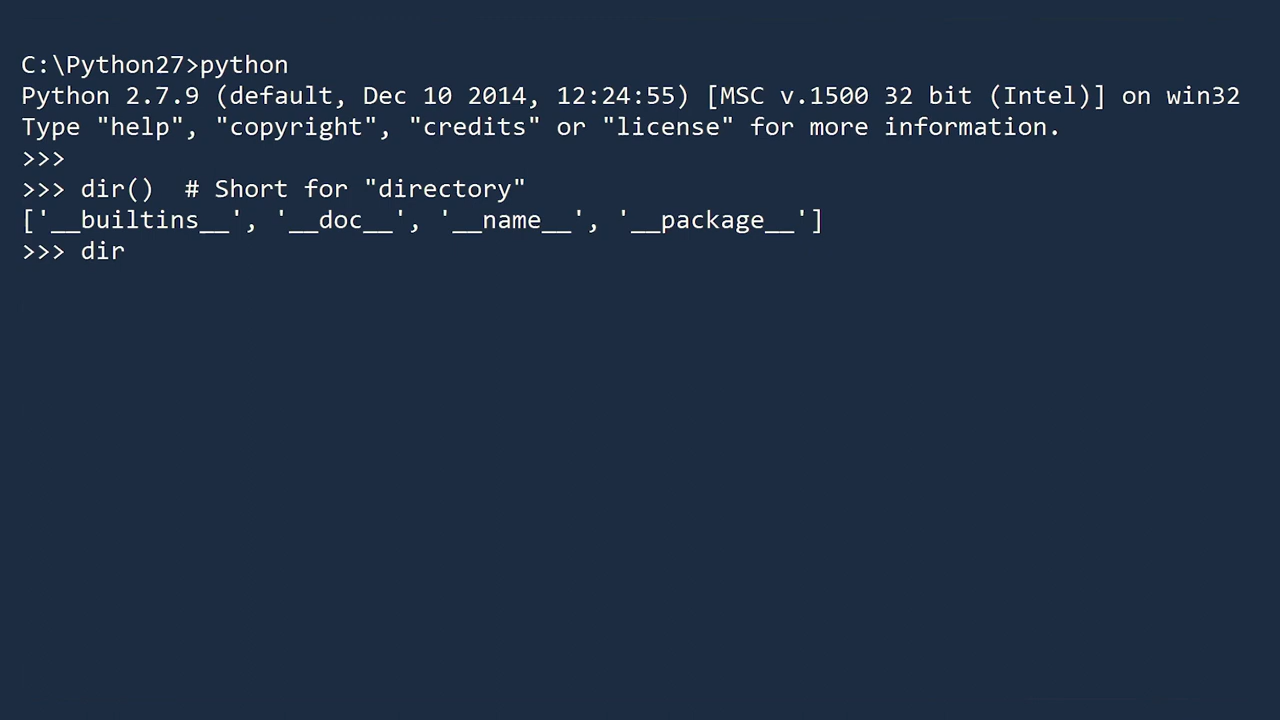 C:\Python27>python
Python 2.7.9 (default, Dec 10 2014, 12:24:55) [MSC v.1500 32 bit (Intel)] on win32
Type "help", "copyright", "credits" or "license" for more information.
>>>
>>> dir()  # Short for "directory"
['__builtins__', '__doc__', '__name__', '__package__']
>>> dir